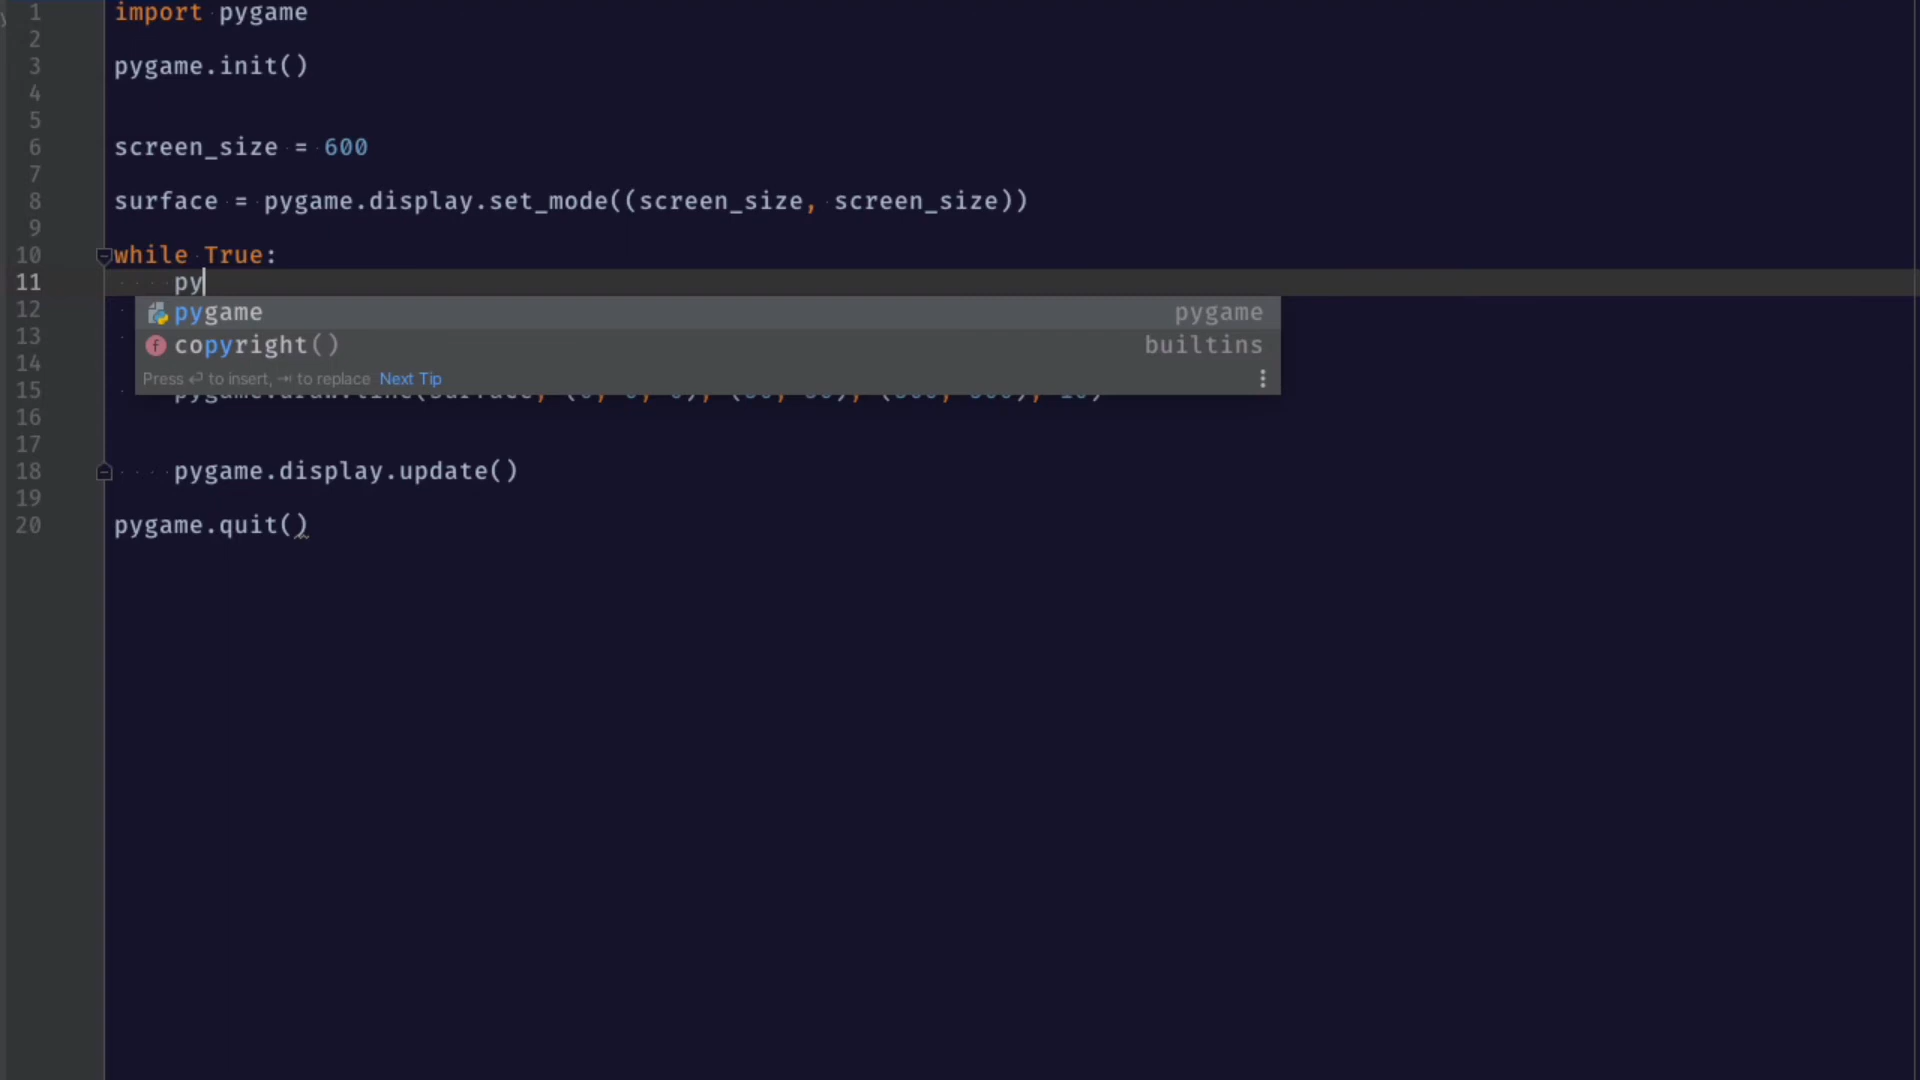 1 import pygame
2
3 pygame.init()
4
5
6 screen_size = 600
7
8 surface = pygame.display.set_mode((screen_size, screen_size))
9
10 while True:
11 py
12 pygame pygame
13 copyright() builtins
14 Press ↵ to insert, ⇥ to replace Next Tip
15
16
17
18 pygame.display.update()
19
20 pygame.quit()